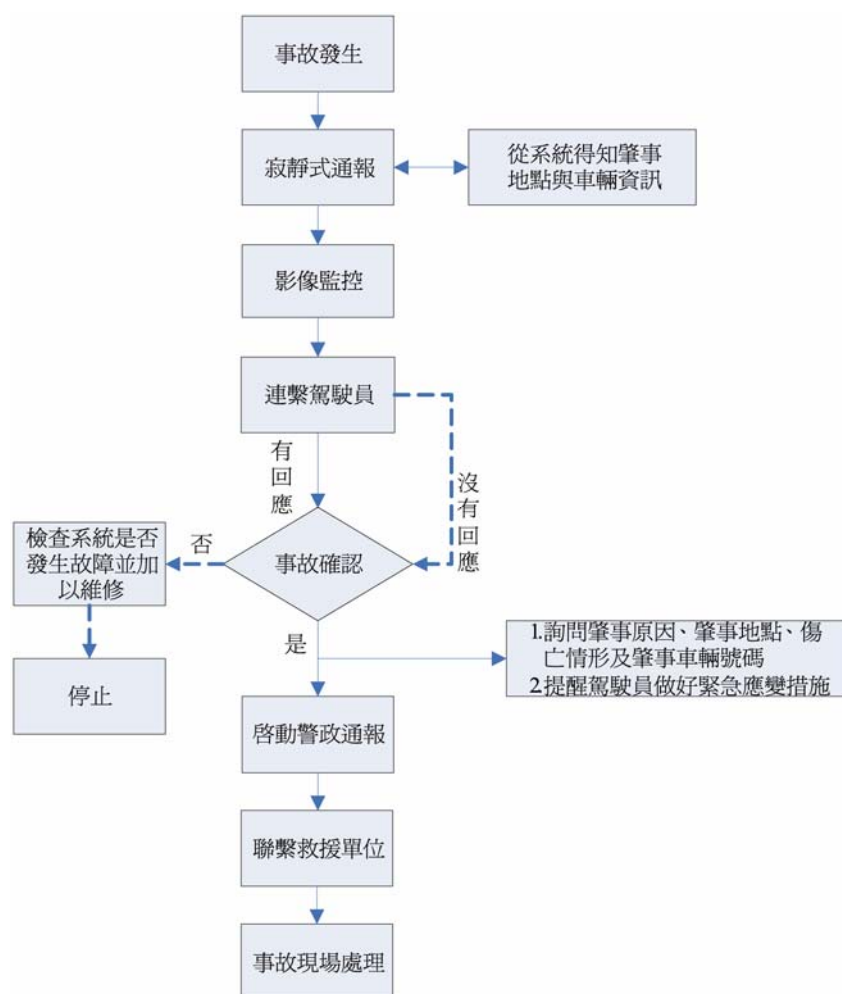 事故發生
寂靜式通報
從系統得知肇事
地點與車輛資訊
影像監控
連繫駕駛員
有回應
沒有回應
事故確認
否
檢查系統是否
發生故障並加
以維修
停止
是
1.詢問肇事原因、肇事地點、傷
亡情形及肇事車輛號碼
2.提醒駕駛員做好緊急應變措施
啓動警政通報
聯繫救援單位
事故現場處理